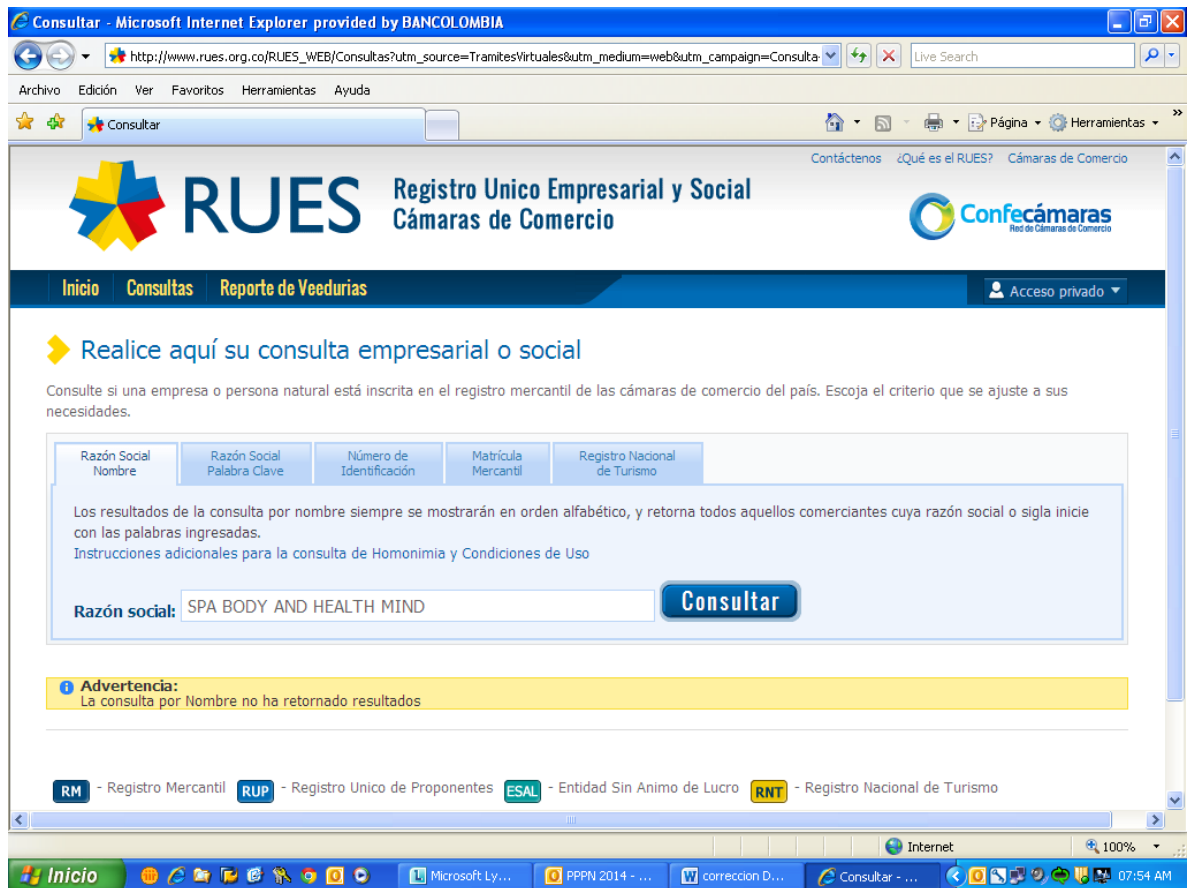 Consultar - Microsoft Internet Explorer provided by BANCOLOMBIA
http://www.rues.org.co/RUES_WEB/Consultas?utm_source=TramitesVirtuales&utm_medium=web&utm_campaign=Consulta-
Live Search
Archivo Edición Ver Favoritos Herramientas Ayuda
Consultar
Página Herramientas »
Contáctenos ¿Qué es el RUES? Cámaras de Comercio
RUES Registro Unico Empresarial y Social
Cámaras de Comercio
Confecámaras
Red de Cámaras de Comercio
Inicio Consultas Reporte de Veedurias
Acceso privado
Realice aquí su consulta empresarial o social
Consulte si una empresa o persona natural está inscrita en el registro mercantil de las cámaras de comercio del país. Escoja el criterio que se ajuste a sus
necesidades.
Razón Social Nombre
Razón Social Palabra Clave
Número de Identificación
Matrícula Mercantil
Registro Nacional de Turismo
Los resultados de la consulta por nombre siempre se mostrarán en orden alfabético, y retorna todos aquellos comerciantes cuya razón social o sigla inicie
con las palabras ingresadas.
Instrucciones adicionales para la consulta de Homonimia y Condiciones de Uso
Razón social: SPA BODY AND HEALTH MIND Consultar
Advertencia:
La consulta por Nombre no ha retornado resultados
RM - Registro Mercantil RUP - Registro Unico de Proponentes ESAL - Entidad Sin Animo de Lucro RNT - Registro Nacional de Turismo
Internet 100%
Inicio Microsoft Ly... PPPN 2014 - ... correccion D... Consultar - ... 07:54 AM